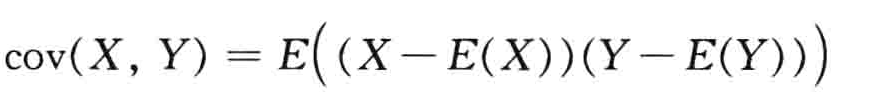 cov(X, Y) = E((X − E(X))(Y − E(Y)))